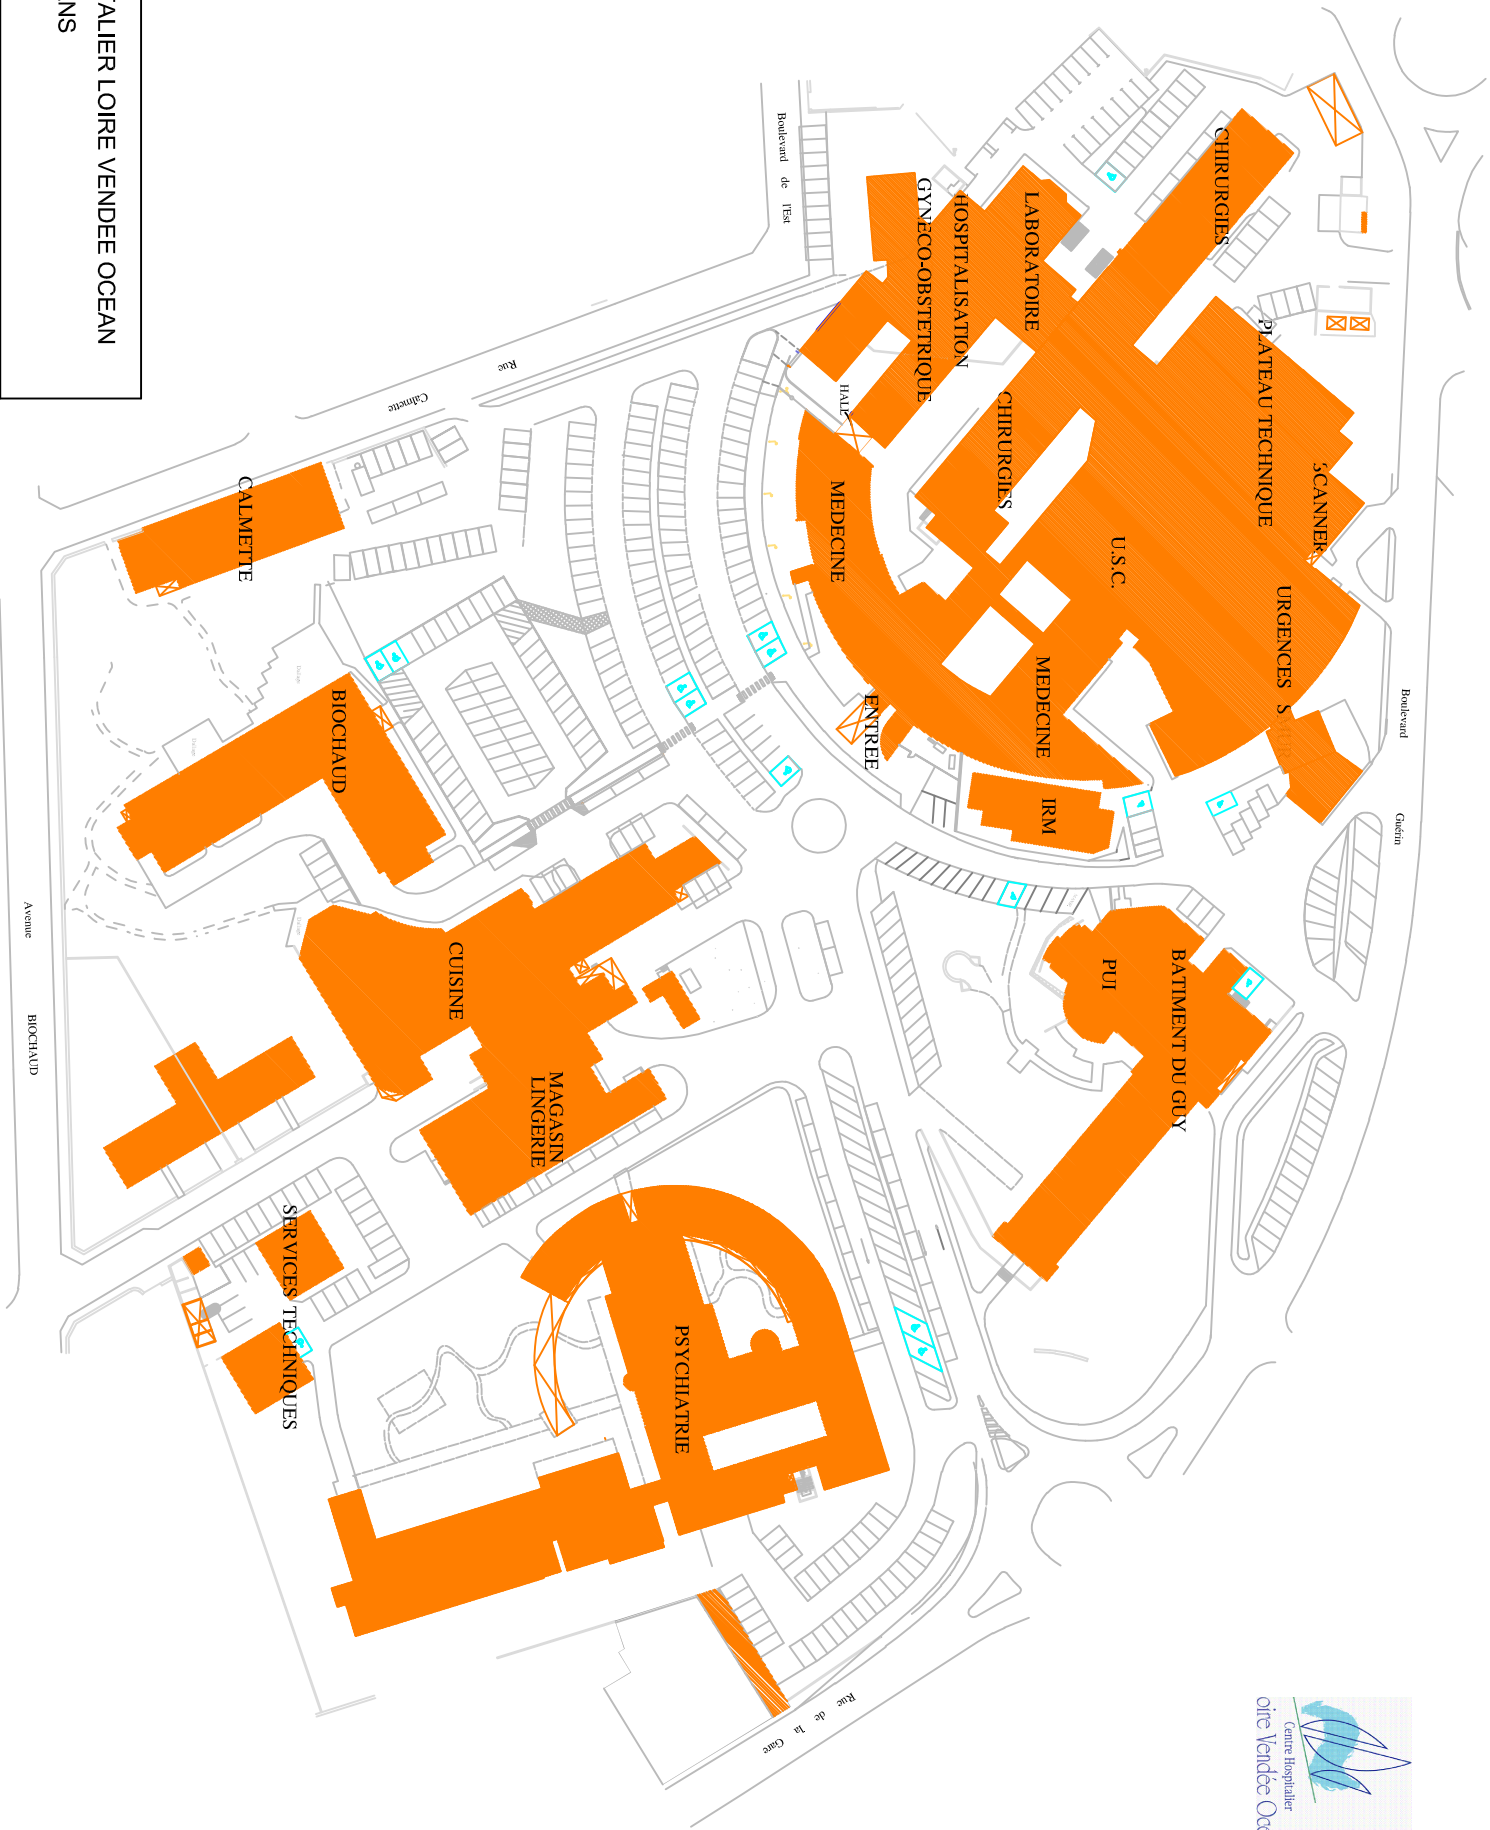 TALIER LOIRE VENDEE OCEAN
NS
Boulevard de l'Est
CHIRURGIES
LABORATOIRE
HOSPITALISATION
GYNECO-OBSTETRIQUE
PLATEAU TECHNIQUE
SCANNER
CHIRURGIES
HALL
MEDECINE
U.S.C.
URGENCES SMUR
MEDECINE
ENTREE
IRM
Boulevard Guérin
Rue Calmette
CALMETTE
BIOCHAUD
Avenue BIOCHAUD
CUISINE
MAGASIN
LINGERIE
PUI
BATIMENT DU GUY
SERVICES TECHNIQUES
PSYCHIATRIE
Rue de la Gare
Centre Hospitalier
oire Vendée Oc